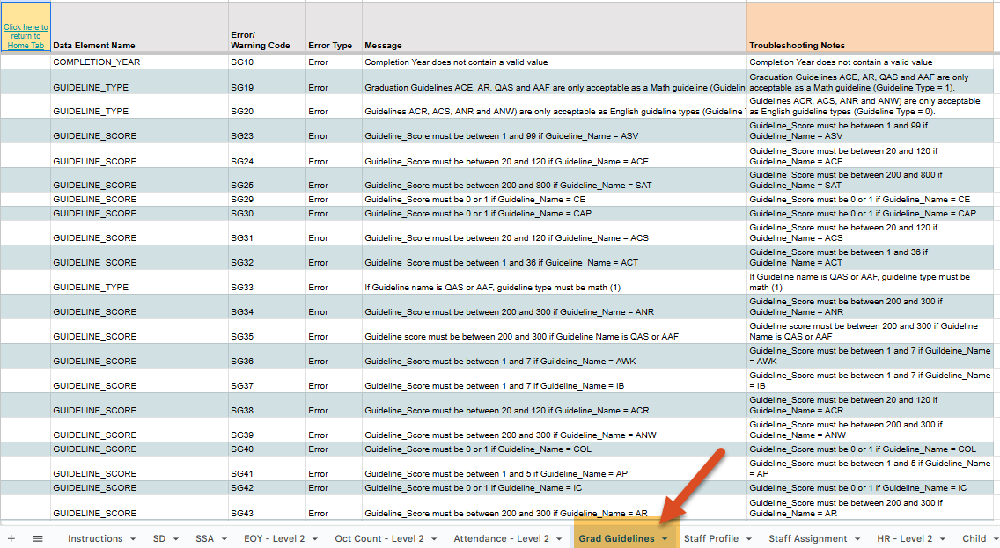 Click here to
return to
Home Tab
Data Element Name
Error/
Warning Code
Error Type
Message
Troubleshooting Notes
COMPLETION_YEAR SG10 Error Completion Year does not contain a valid value Completion Year does not contain a valid value
GUIDELINE_TYPE SG19 Error Graduation Guidelines ACE, AR, QAS and AAF are only acceptable as a Math guideline (Guideline
Graduation Guidelines ACE, AR, QAS and AAF are only
acceptable as a Math guideline (Guideline Type = 1).
GUIDELINE_TYPE SG20 Error Guidelines ACR, ACS, ANR and ANW) are only acceptable as English guideline types (Guideline
Guidelines ACR, ACS, ANR and ANW) are only acceptable
as English guideline types (Guideline Type = 0).
GUIDELINE_SCORE SG23 Error Guideline_Score must be between 1 and 99 if Guideline_Name = ASV
Guideline_Score must be between 1 and 99 if
Guideline_Name = ASV
GUIDELINE_SCORE SG24 Error Guideline_Score must be between 20 and 120 if Guideline_Name = ACE
Guideline_Score must be between 20 and 120 if
Guideline_Name = ACE
GUIDELINE_SCORE SG25 Error Guideline_Score must be between 200 and 800 if Guideline_Name = SAT
Guideline_Score must be between 200 and 800 if
Guideline_Name = SAT
GUIDELINE_SCORE SG29 Error Guideline_Score must be 0 or 1 if Guideline_Name = CE Guideline_Score must be 0 or 1 if Guideline_Name = CE
GUIDELINE_SCORE SG30 Error Guideline_Score must be 0 or 1 if Guideline_Name = CAP Guideline_Score must be 0 or 1 if Guideline_Name = CAP
GUIDELINE_SCORE SG31 Error Guideline_Score must be between 20 and 120 if Guideline_Name = ACS
Guideline_Score must be between 20 and 120 if
Guideline_Name = ACS
GUIDELINE_SCORE SG32 Error Guideline_Score must be between 1 and 36 if Guideline_Name = ACT
Guideline_Score must be between 1 and 36 if
Guideline_Name = ACT
GUIDELINE_TYPE SG33 Error If Guideline name is QAS or AAF, guideline type must be math (1)
If Guideline name is QAS or AAF, guideline type must be
math (1)
GUIDELINE_SCORE SG34 Error Guideline_Score must be between 200 and 300 if Guideline_Name = ANR
Guideline_Score must be between 200 and 300 if
Guideline_Name = ANR
GUIDELINE_SCORE SG35 Error Guideline score must be between 200 and 300 if Guideline Name is QAS or AAF
Guideline score must be between 200 and 300 if Guideline
Name is QAS or AAF
GUIDELINE_SCORE SG36 Error Guideline_Score must be between 1 and 7 if Guildeine_Name = AWK
Guideline_Score must be between 1 and 7 if Guildeine_Name
= AWK
GUIDELINE_SCORE SG37 Error Guideline_Score must be between 1 and 7 if Guideline_Name = IB
Guideline_Score must be between 1 and 7 if Guideline_Name
= IB
GUIDELINE_SCORE SG38 Error Guideline_Score must be between 20 and 120 if Guideline_Name = ACR
Guideline_Score must be between 20 and 120 if
Guideline_Name = ACR
GUIDELINE_SCORE SG39 Error Guideline_Score must be between 200 and 300 if Guideline_Name = ANW
Guideline_Score must be between 200 and 300 if
Guideline_Name = ANW
GUIDELINE_SCORE SG40 Error Guideline_Score must be 0 or 1 if Guideline_Name = COL Guideline_Score must be 0 or 1 if Guideline_Name = COL
GUIDELINE_SCORE SG41 Error Guideline_Score must be between 1 and 5 if Guideline_Name = AP
Guideline_Score must be between 1 and 5 if Guideline_Name
= AP
GUIDELINE_SCORE SG42 Error Guideline_Score must be 0 or 1 if Guideline_Name = IC Guideline_Score must be 0 or 1 if Guideline_Name = IC
GUIDELINE_SCORE SG43 Error Guideline_Score must be between 200 and 300 if Guideline_Name = AR
Guideline_Score must be between 200 and 300 if
Guideline_Name = AR
Instructions SD SSA EOY - Level 2 Oct Count - Level 2 Attendance - Level 2 Grad Guidelines Staff Profile Staff Assignment HR - Level 2 Child